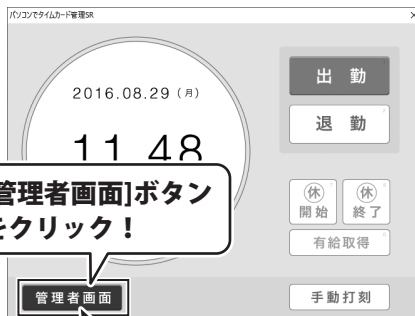 パソコンでタイムカード管理SR
2016.08.29（月）
11 48
出 勤
退 勤
管理者画面]ボタン
をクリック！
休
開始
休
終了
有給取得
管理者画面
手動打刻